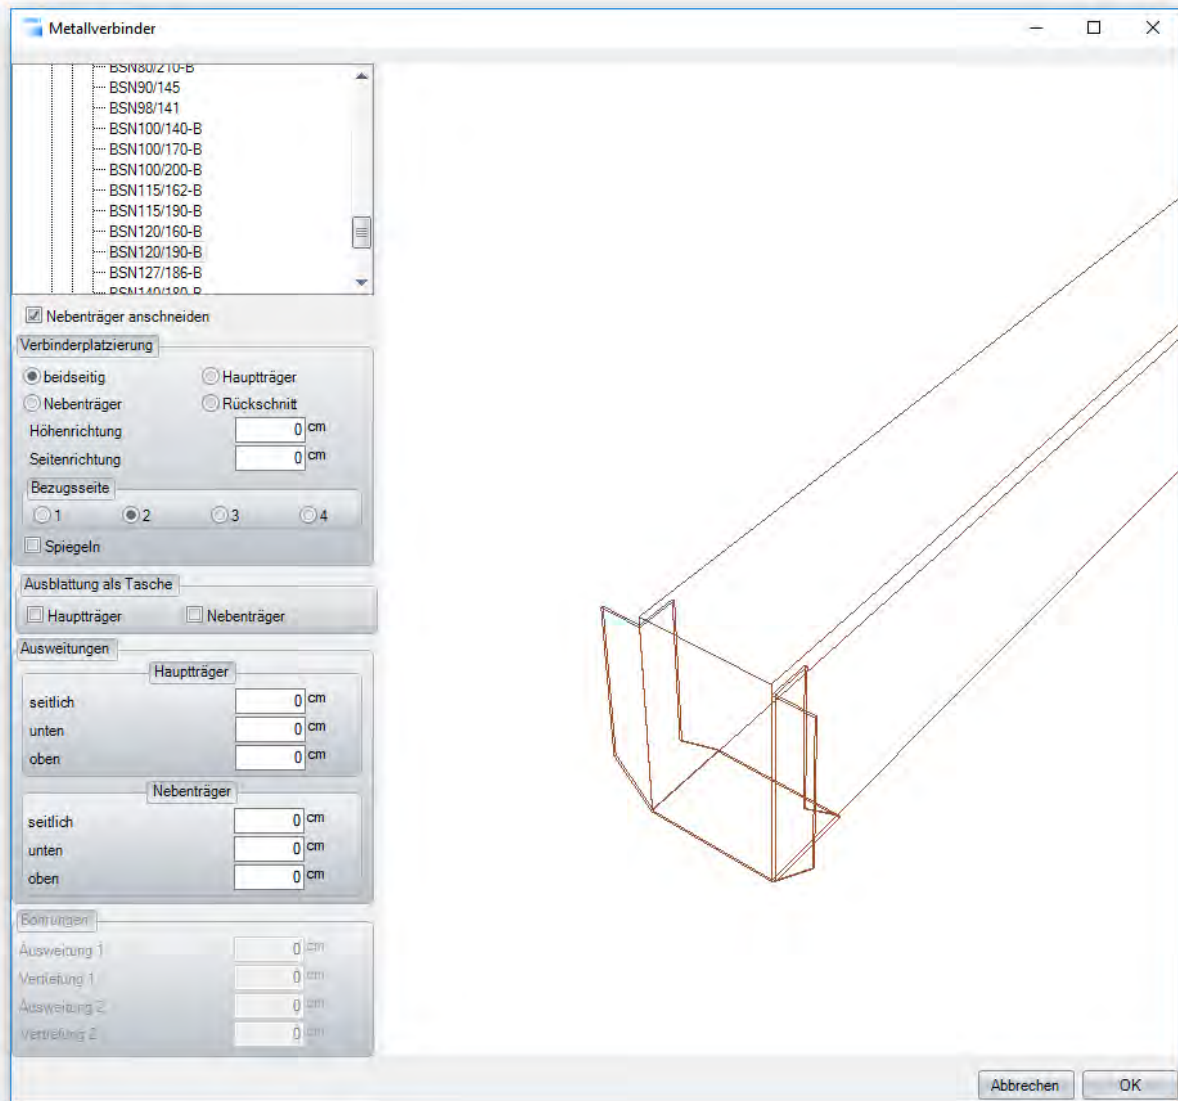 Metallverbinder
BSN80/210-B
BSN90/145
BSN98/141
BSN100/140-B
BSN100/170-B
BSN100/200-B
BSN115/162-B
BSN115/190-B
BSN120/160-B
BSN120/190-B
BSN127/186-B
BSN140/180-B
Nebenträger anschneiden
Verbinderplatzierung
beidseitig Hauptträger
Nebenträger Rückschnitt
Höhenrichtung 0 cm
Seitenrichtung 0 cm
Bezugsseite
1 2 3 4
Spiegeln
Ausblattung als Tasche
Hauptträger Nebenträger
Ausweitungen
Hauptträger
seitlich 0 cm
unten 0 cm
oben 0 cm
Nebenträger
seitlich 0 cm
unten 0 cm
oben 0 cm
Bohrungen
Ausweitung 1 0 cm
Vertiefung 1 0 cm
Ausweitung 2 0 cm
Vertiefung 2 0 cm
Abbrechen OK